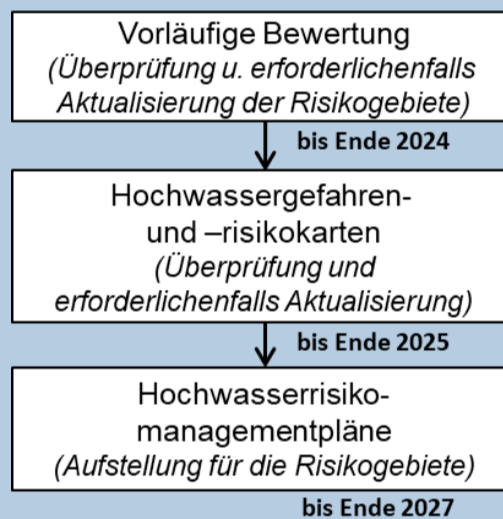 Vorläufige Bewertung
(Überprüfung u. erforderlichenfalls
Aktualisierung der Risikogebiete)
bis Ende 2024
Hochwassergefahren-
und –risikokarten
(Überprüfung und
erforderlichenfalls Aktualisierung)
bis Ende 2025
Hochwasserrisiko-
managementpläne
(Aufstellung für die Risikogebiete)
bis Ende 2027